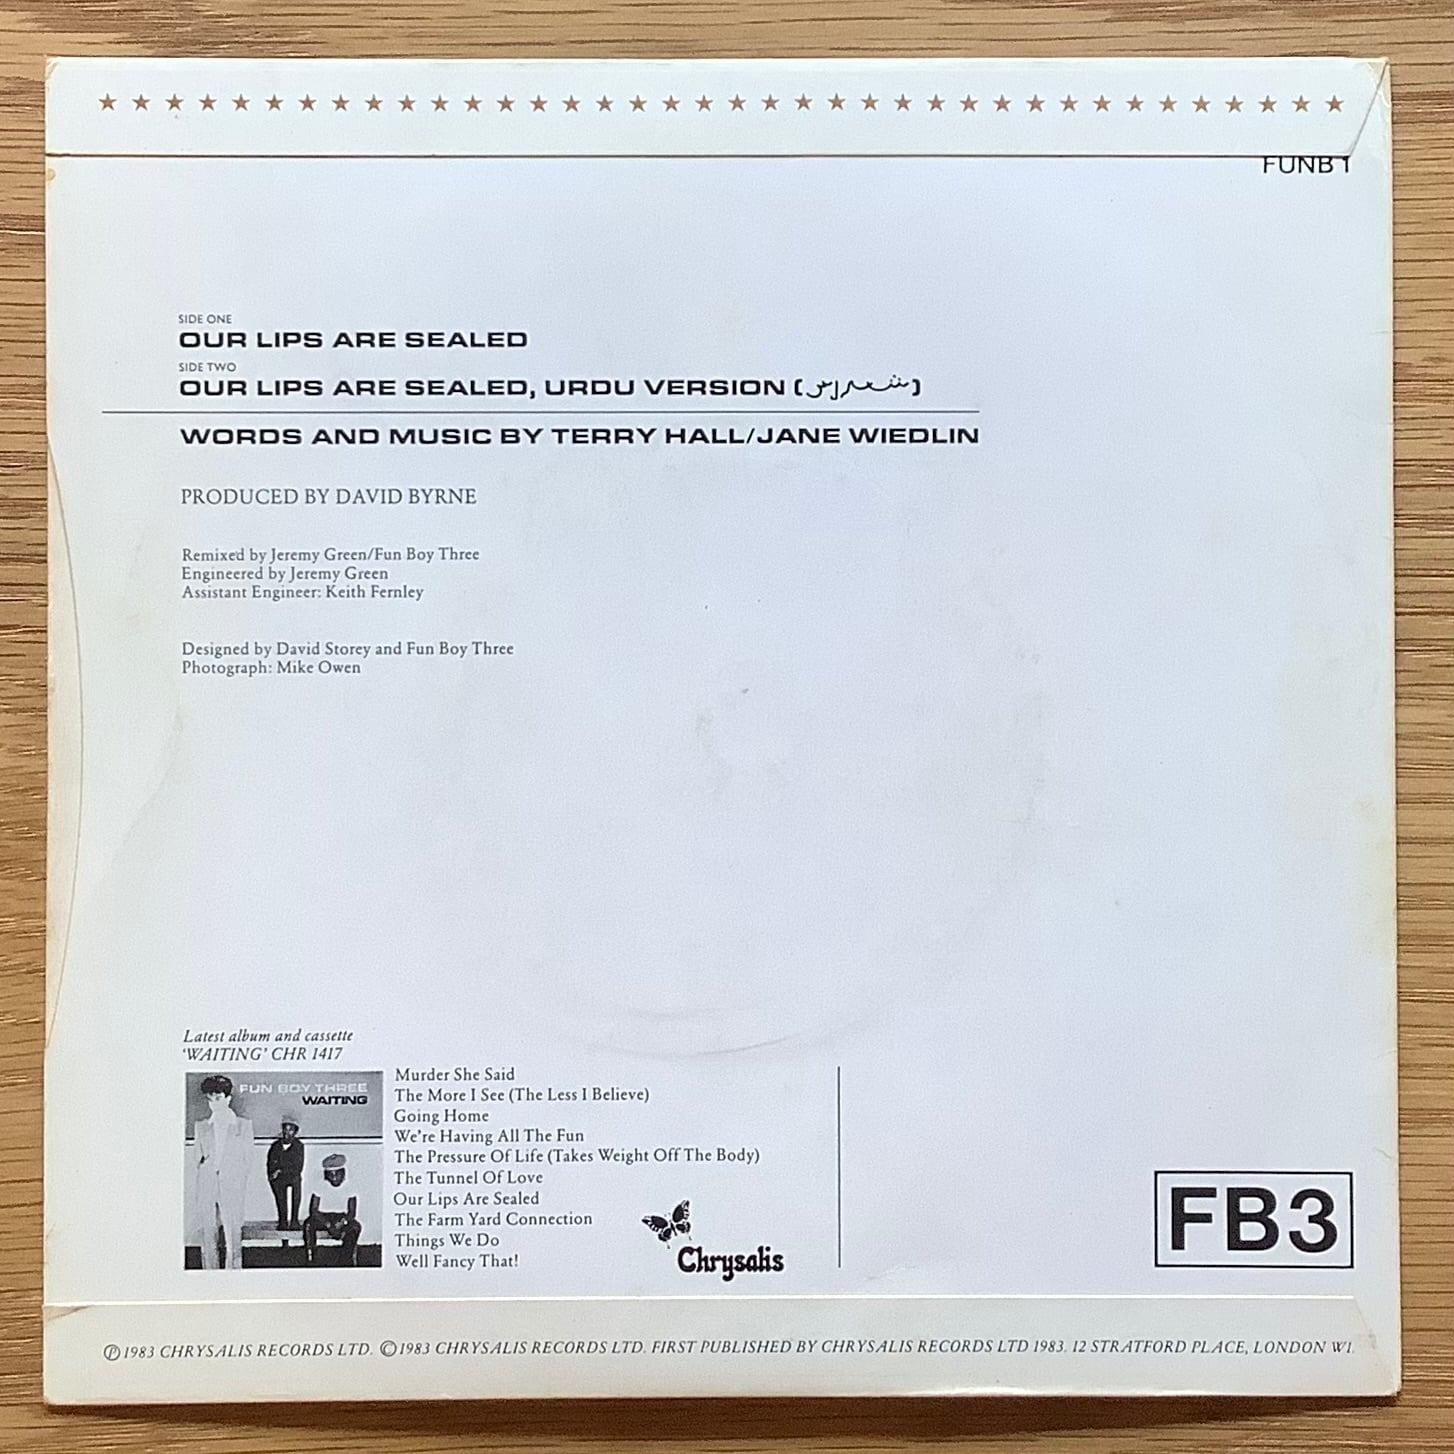 FUNB 1
SIDE ONE
OUR LIPS ARE SEALED
SIDE TWO
OUR LIPS ARE SEALED, URDU VERSION ( )
WORDS AND MUSIC BY TERRY HALL/JANE WIEDLIN
PRODUCED BY DAVID BYRNE
Remixed by Jeremy Green/Fun Boy Three
Engineered by Jeremy Green
Assistant Engineer: Keith Fernley
Designed by David Storey and Fun Boy Three
Photograph: Mike Owen
Latest album and cassette
‘WAITING’ CHR 1417
FUN BOY THREE
WAITING
Murder She Said
The More I See (The Less I Believe)
Going Home
We’re Having All The Fun
The Pressure Of Life (Takes Weight Off The Body)
The Tunnel Of Love
Our Lips Are Sealed
The Farm Yard Connection
Things We Do
Well Fancy That!
Chrysalis
FB3
Ⓟ 1983 CHRYSALIS RECORDS LTD. © 1983 CHRYSALIS RECORDS LTD. FIRST PUBLISHED BY CHRYSALIS RECORDS LTD 1983. 12 STRATFORD PLACE, LONDON W1.